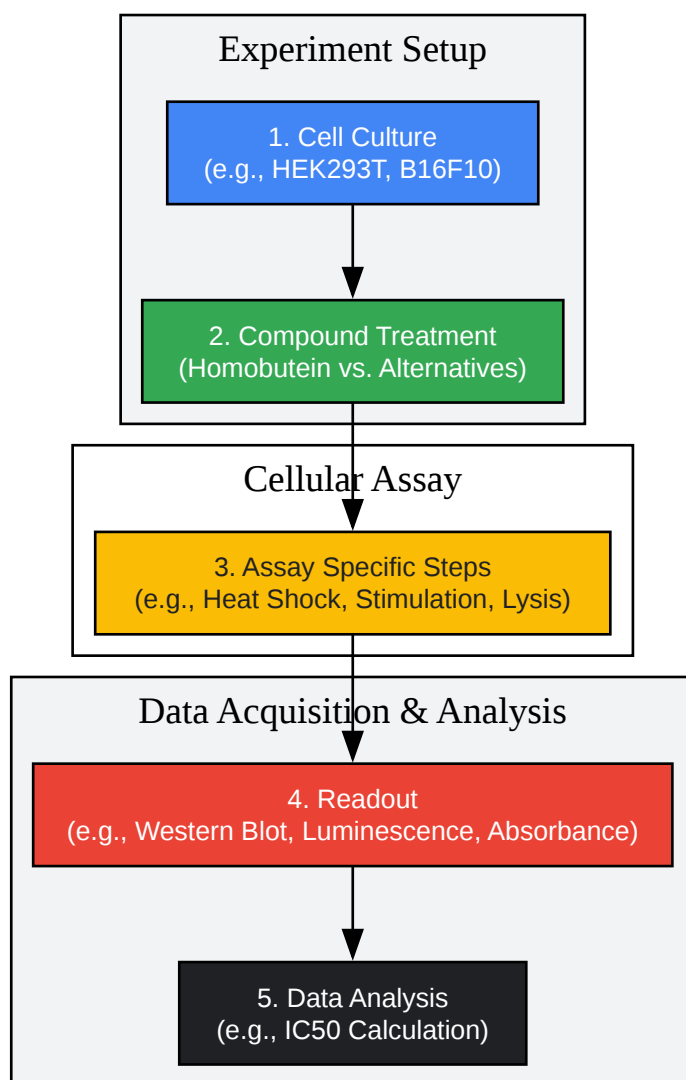 Experiment Setup
1. Cell Culture
(e.g., HEK293T, B16F10)
2. Compound Treatment
(Homobutein vs. Alternatives)
Cellular Assay
3. Assay Specific Steps
(e.g., Heat Shock, Stimulation, Lysis)
Data Acquisition & Analysis
4. Readout
(e.g., Western Blot, Luminescence, Absorbance)
5. Data Analysis
(e.g., IC50 Calculation)